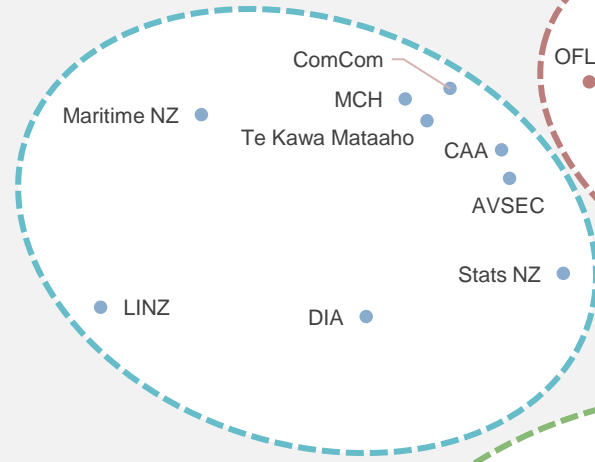 ComCom
OFL
MCH
Maritime NZ
Te Kawa Mataaho
CAA
AVSEC
Stats NZ
LINZ
DIA